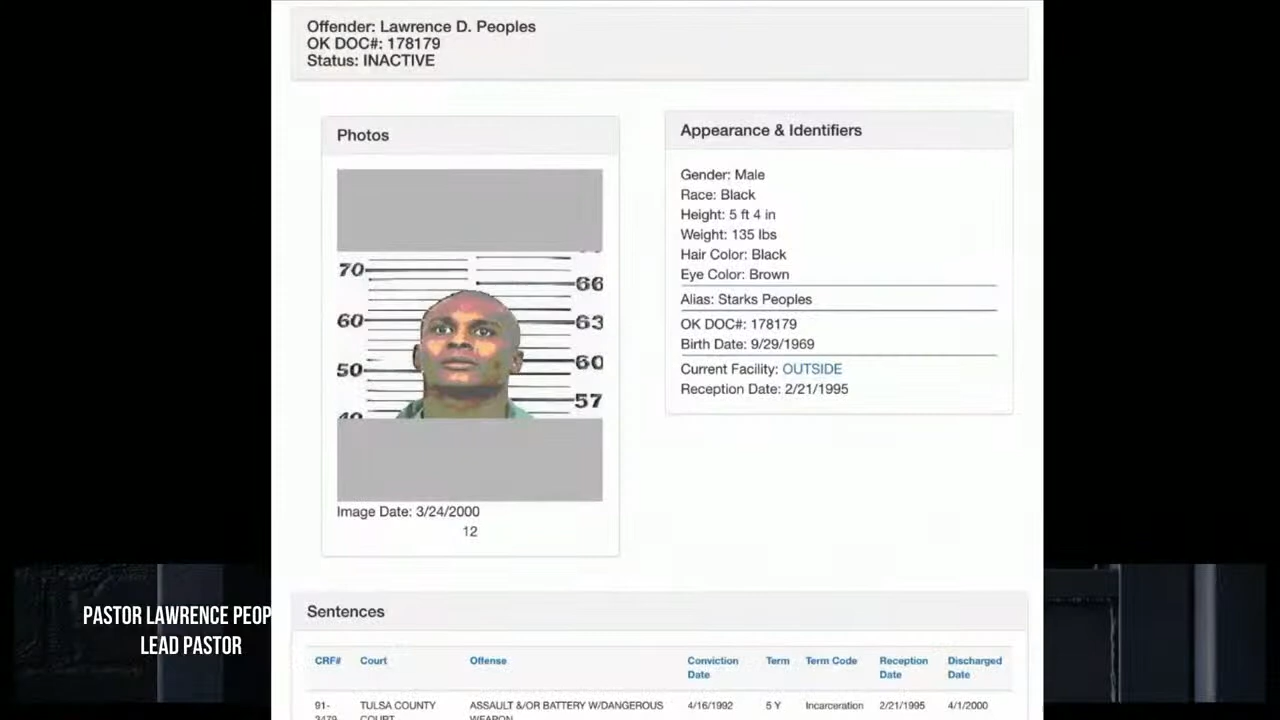 Offender: Lawrence D. Peoples
OK DOC#: 178179
Status: INACTIVE
Photos
Appearance & Identifiers
Gender: Male
Race: Black
Height: 5 ft 4 in
Weight: 135 lbs
Hair Color: Black
Eye Color: Brown
Alias: Starks Peoples
OK DOC#: 178179
Birth Date: 9/29/1969
Current Facility: OUTSIDE
Reception Date: 2/21/1995
70
66
60
63
50
60
57
Image Date: 3/24/2000
12
PASTOR LAWRENCE PEOP
LEAD PASTOR
Sentences
CRF# Court Offense Conviction Date Term Term Code Reception Date Discharged Date
91- TULSA COUNTY ASSAULT &/OR BATTERY W/DANGEROUS 4/16/1992 5 Y Incarceration 2/21/1995 4/1/2000
3479 COURT WEAPON